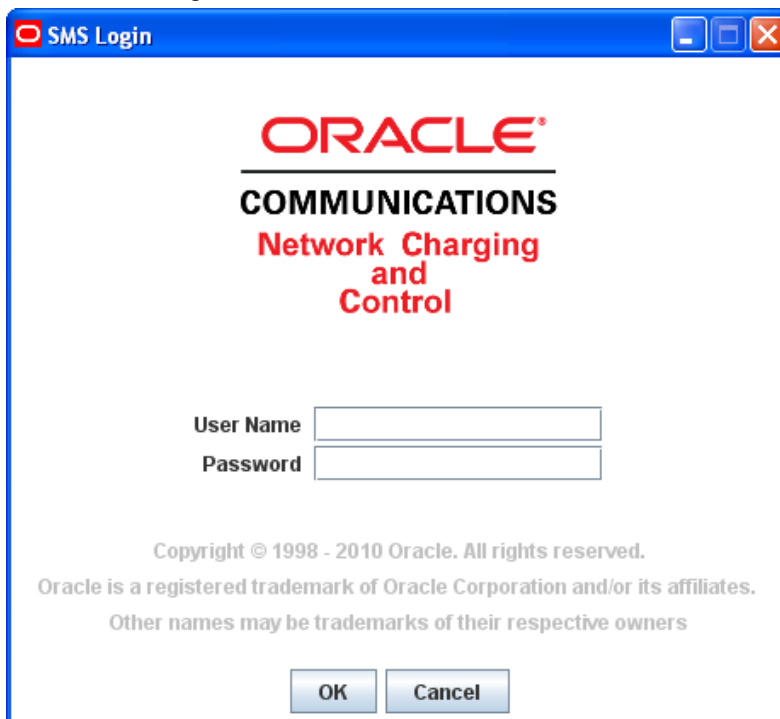 SMS Login
ORACLE®
COMMUNICATIONS
Network Charging
and
Control
User Name
Password
Copyright © 1998 - 2010 Oracle. All rights reserved.
Oracle is a registered trademark of Oracle Corporation and/or its affiliates.
Other names may be trademarks of their respective owners
OK Cancel